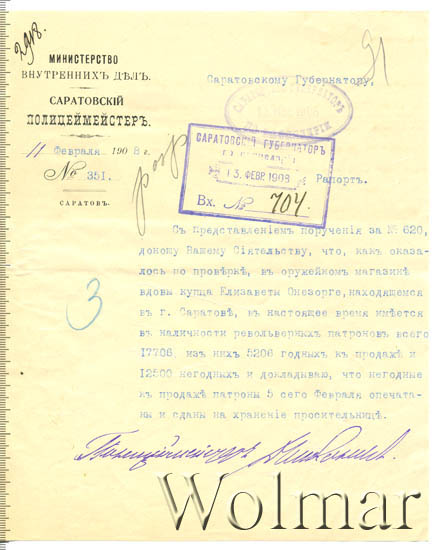 2918.
91
МИНИСТЕРСТВО
ВНУТРЕННИХЪ ДѢЛЪ.
САРАТОВСКІЙ
ПОЛИЦЕЙМЕЙСТЕРЪ.
11 Февраля 1908 г.
№ 351.
САРАТОВЪ.
Саратовскому Губернатору.
САРАТОВСКІЙ ГУБЕРНАТОРЪ
13. ФЕВР. 1908
Вх. № 704
Рапортъ.
3
Съ представленіемъ порученія за № 620,
доношу Вашему Сіятельству, что, какъ оказа-
лось по провѣркѣ, въ оружейномъ магазинѣ
вдовы купца Елизаветы Онезорге, находящемся
въ г. Саратовѣ, въ настоящее время имѣется
въ наличности револьверныхъ патроновъ всего
17706, изъ нихъ 5206 годныхъ къ продажѣ и
12500 негодныхъ и докладываю, что негодные
къ продажѣ патроны 5 сего Февраля опечата-
ны и сданы на храненіе просительницѣ.
Полиціймейстеръ
Wolmar